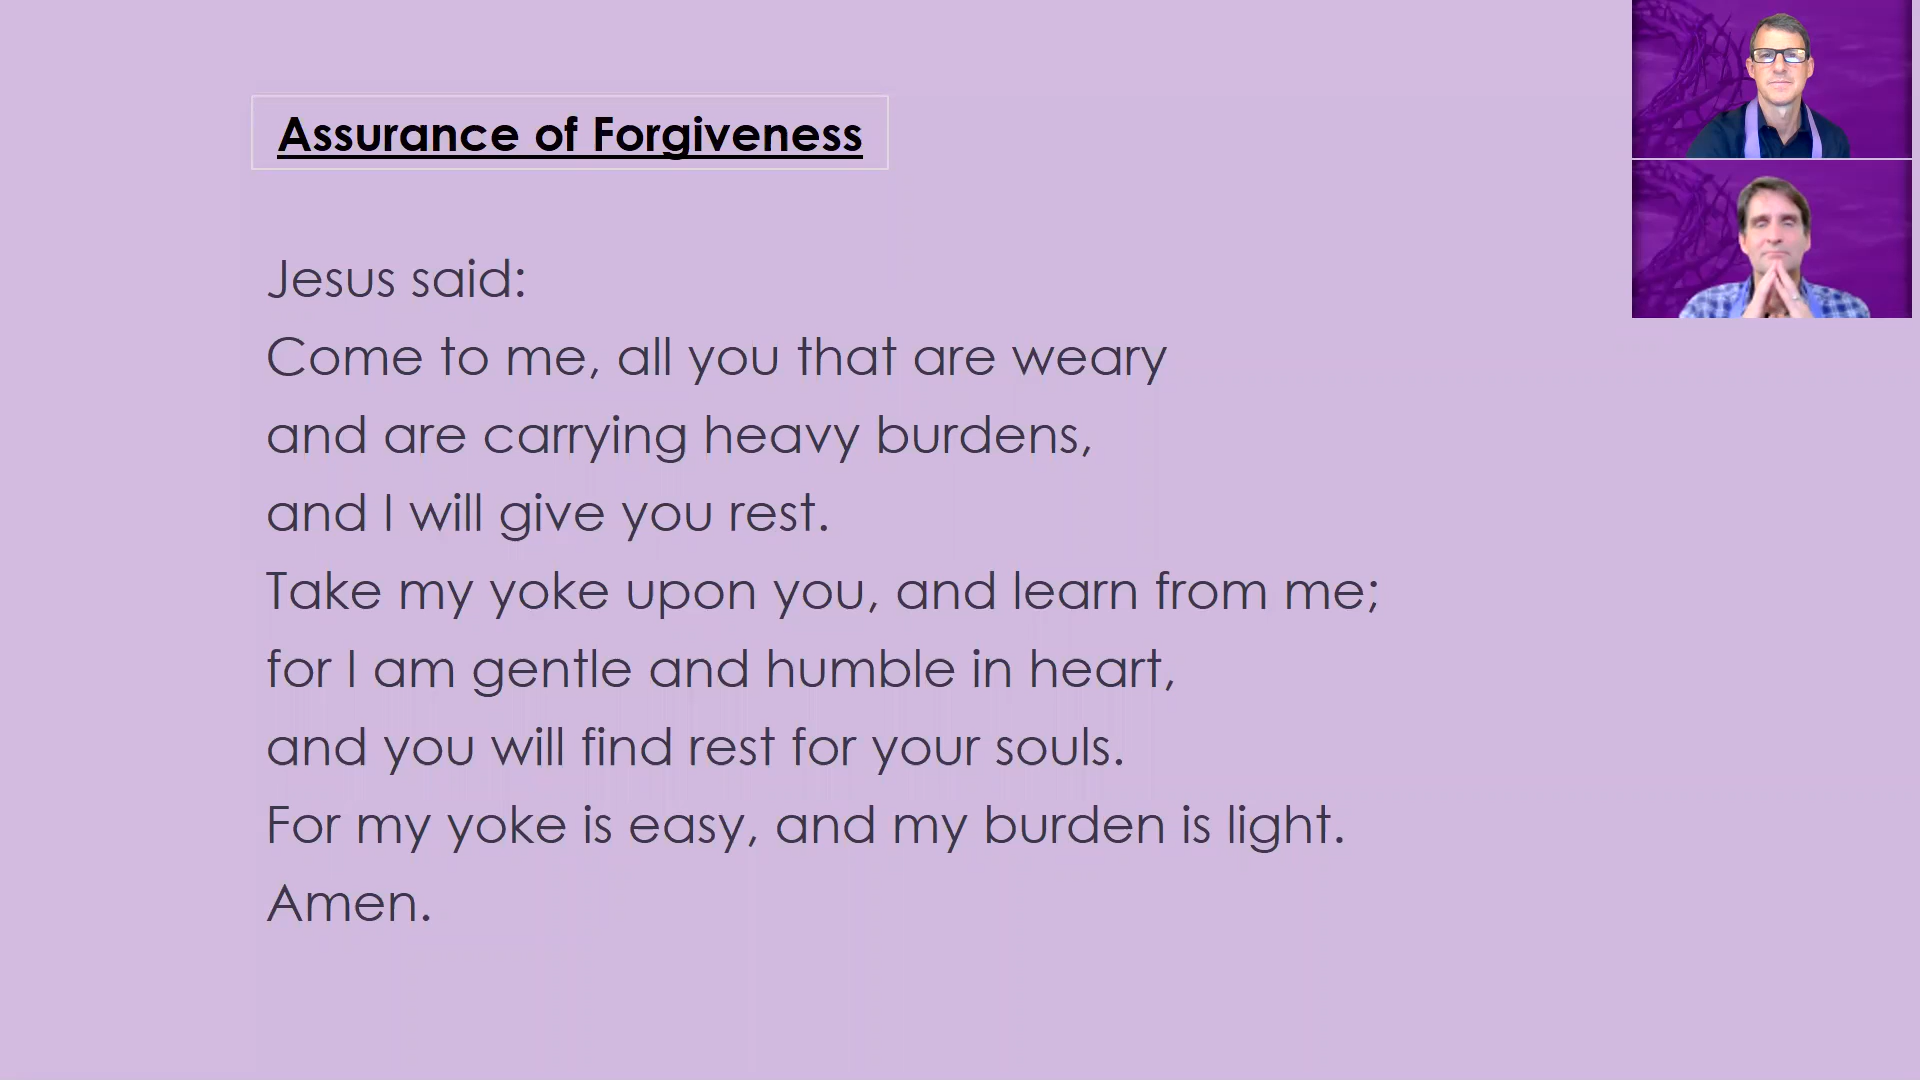 Assurance of Forgiveness
Jesus said:
Come to me, all you that are weary
and are carrying heavy burdens,
and I will give you rest.
Take my yoke upon you, and learn from me;
for I am gentle and humble in heart,
and you will find rest for your souls.
For my yoke is easy, and my burden is light.
Amen.